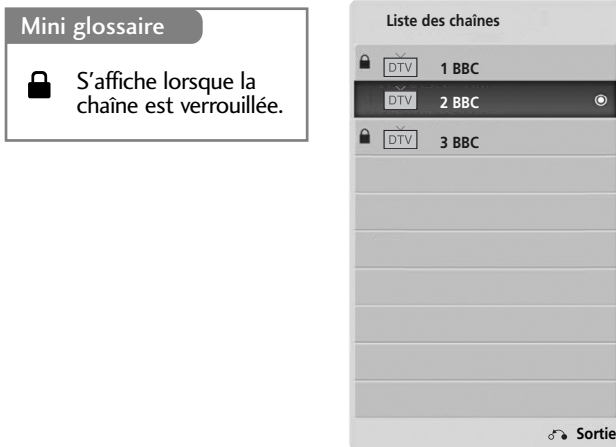 Mini glossaire
S’affiche lorsque la
chaîne est verrouillée.
Liste des chaînes
DTV 1 BBC
DTV 2 BBC
DTV 3 BBC
Sortie